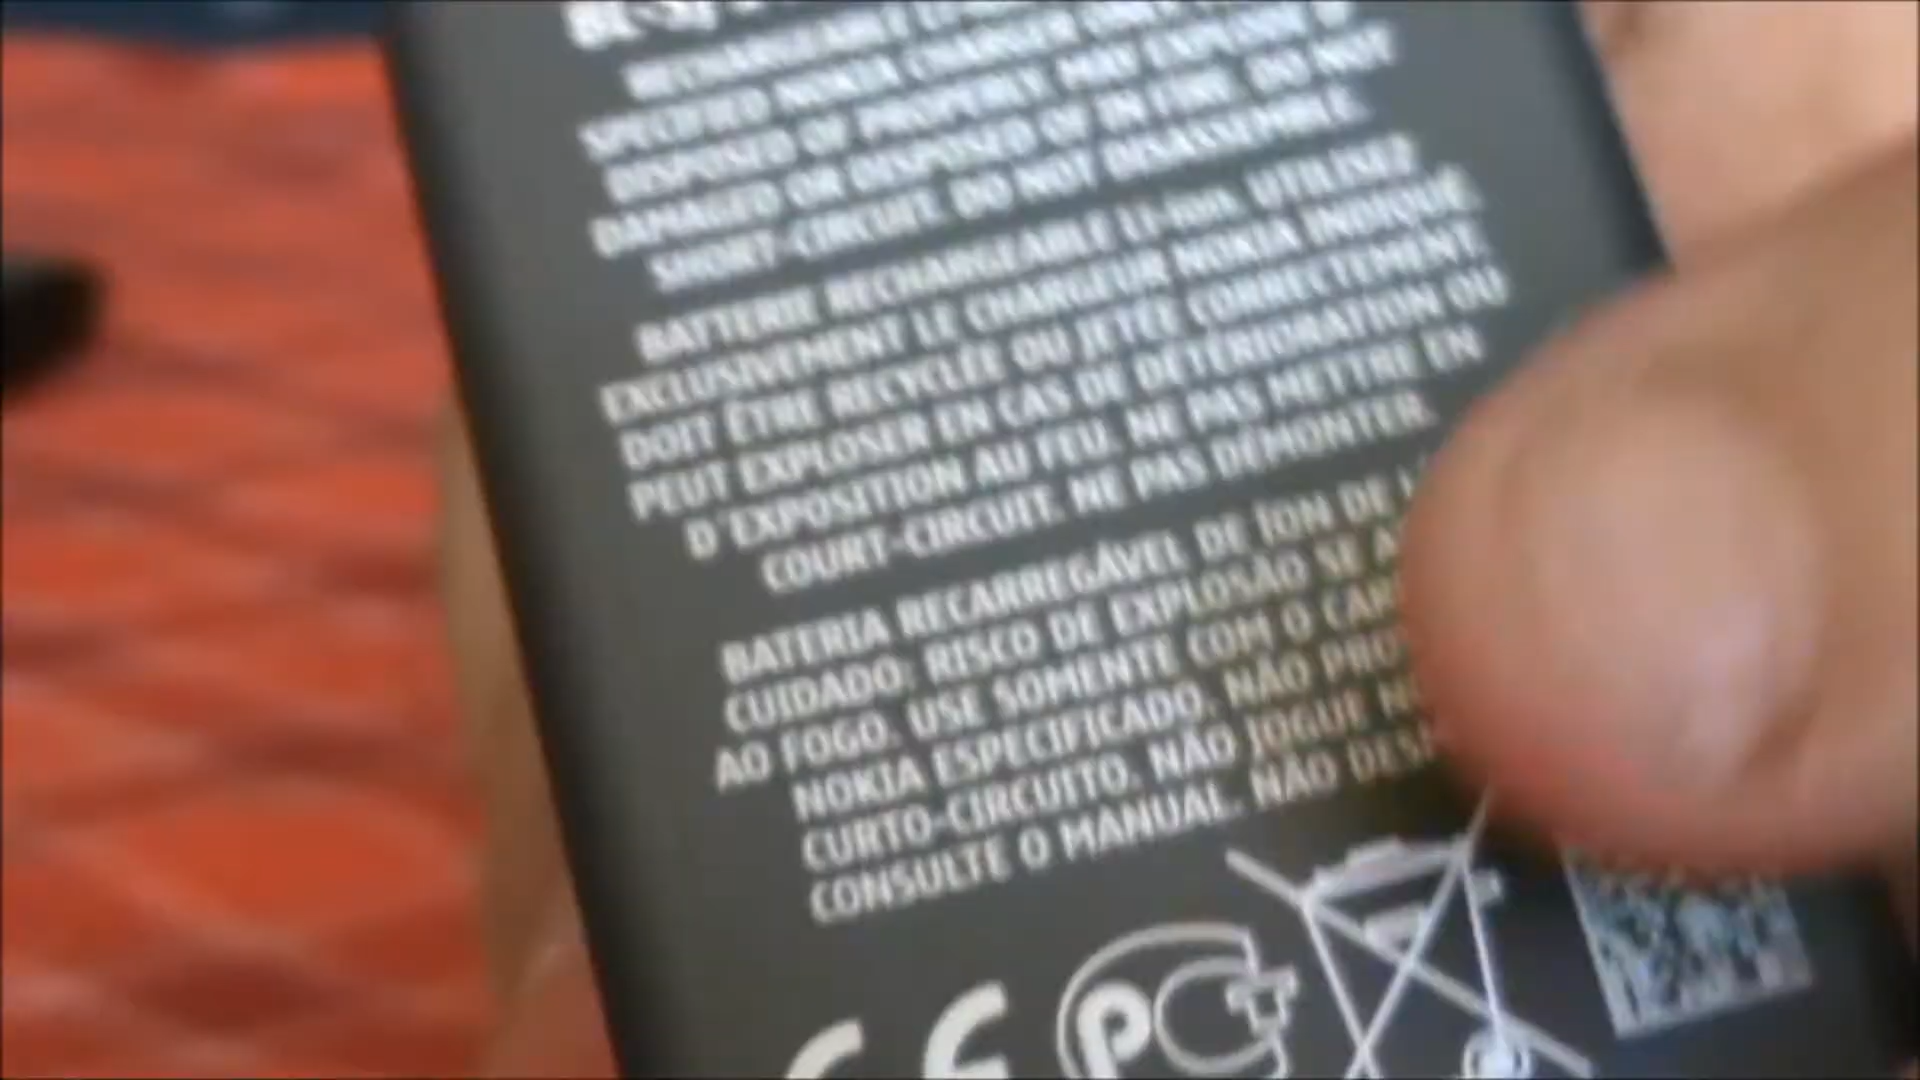 RECHARGEABLE
SPECIFIED NOKIA CHARGER ONLY
DISPOSED OF PROPERLY. MAY EXPLODE IF
DAMAGED OR DISPOSED OF IN FIRE. DO NOT
SHORT-CIRCUIT. DO NOT DISASSEMBLE.
BATTERIE RECHARGEABLE Li-Ion. UTILISER
EXCLUSIVEMENT LE CHARGEUR NOKIA INDIQUÉ.
DOIT ÊTRE RECYCLÉE OU JETÉE CORRECTEMENT.
PEUT EXPLOSER EN CAS DE DÉTÉRIORATION OU
D'EXPOSITION AU FEU. NE PAS METTRE EN
COURT-CIRCUIT. NE PAS DÉMONTER.
BATERIA RECARREGÁVEL DE ÍON DE
CUIDADO: RISCO DE EXPLOSÃO SE
AO FOGO. USE SOMENTE COM O
NOKIA ESPECIFICADO. NÃO
CURTO-CIRCUITO. NÃO JOGUE
CONSULTE O MANUAL. NÃO
CE